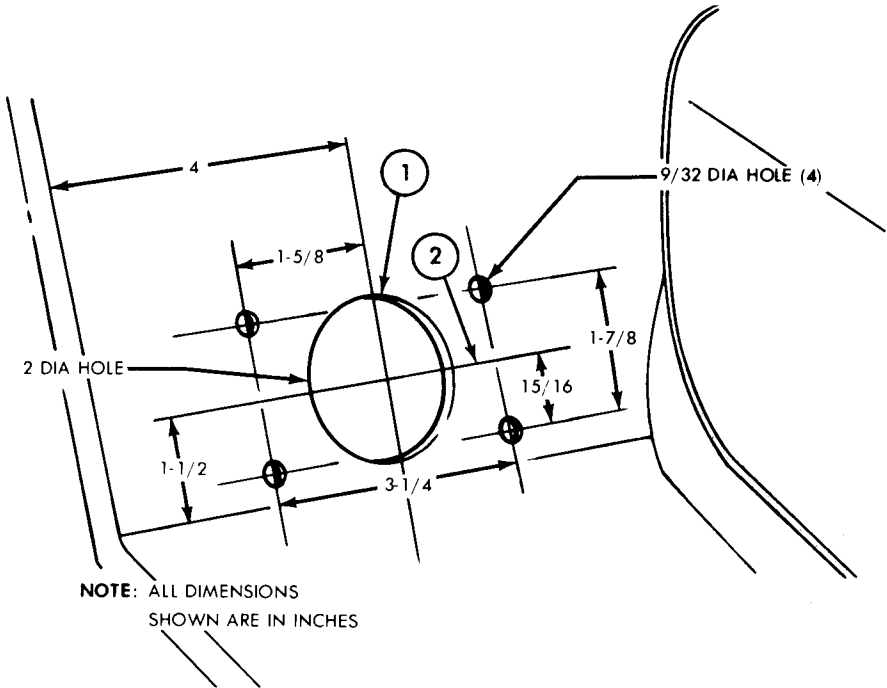 4
1
9/32 DIA HOLE (4)
1-5/8
2
1-7/8
2 DIA HOLE
15/16
1-1/2
3-1/4
NOTE: ALL DIMENSIONS
SHOWN ARE IN INCHES